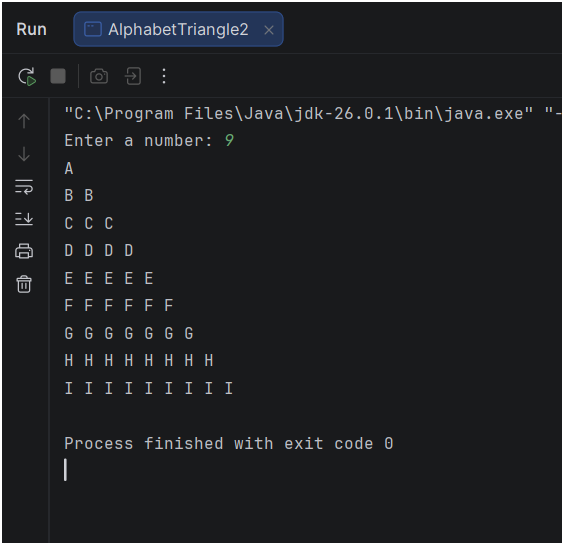 Run AlphabetTriangle2
"C:\Program Files\Java\jdk-26.0.1\bin\java.exe" "-
Enter a number: 9
A
B B
C C C
D D D D
E E E E E
F F F F F F
G G G G G G G
H H H H H H H H
I I I I I I I I I
Process finished with exit code 0